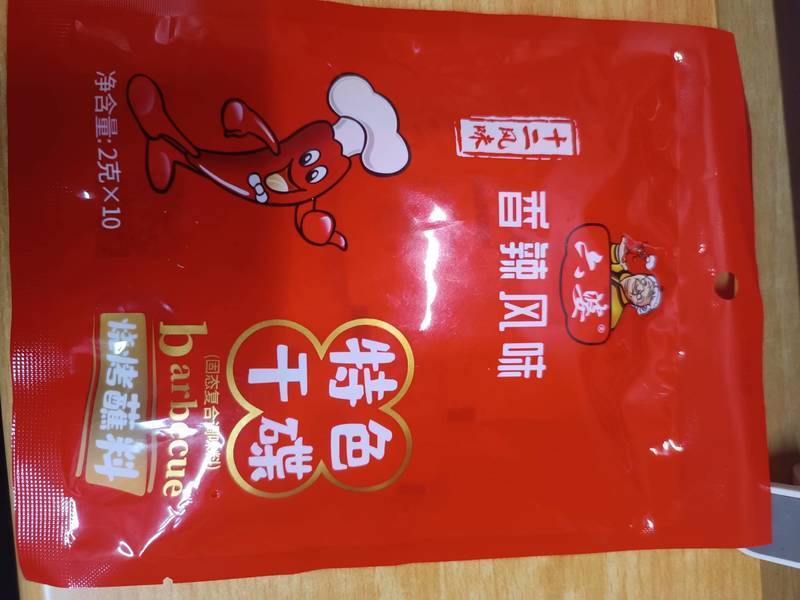 六婆®
十二风味
香辣风味
特色
干碟
(固态复合调味料)
barbecue
烧烤蘸料
净含量:2克×10